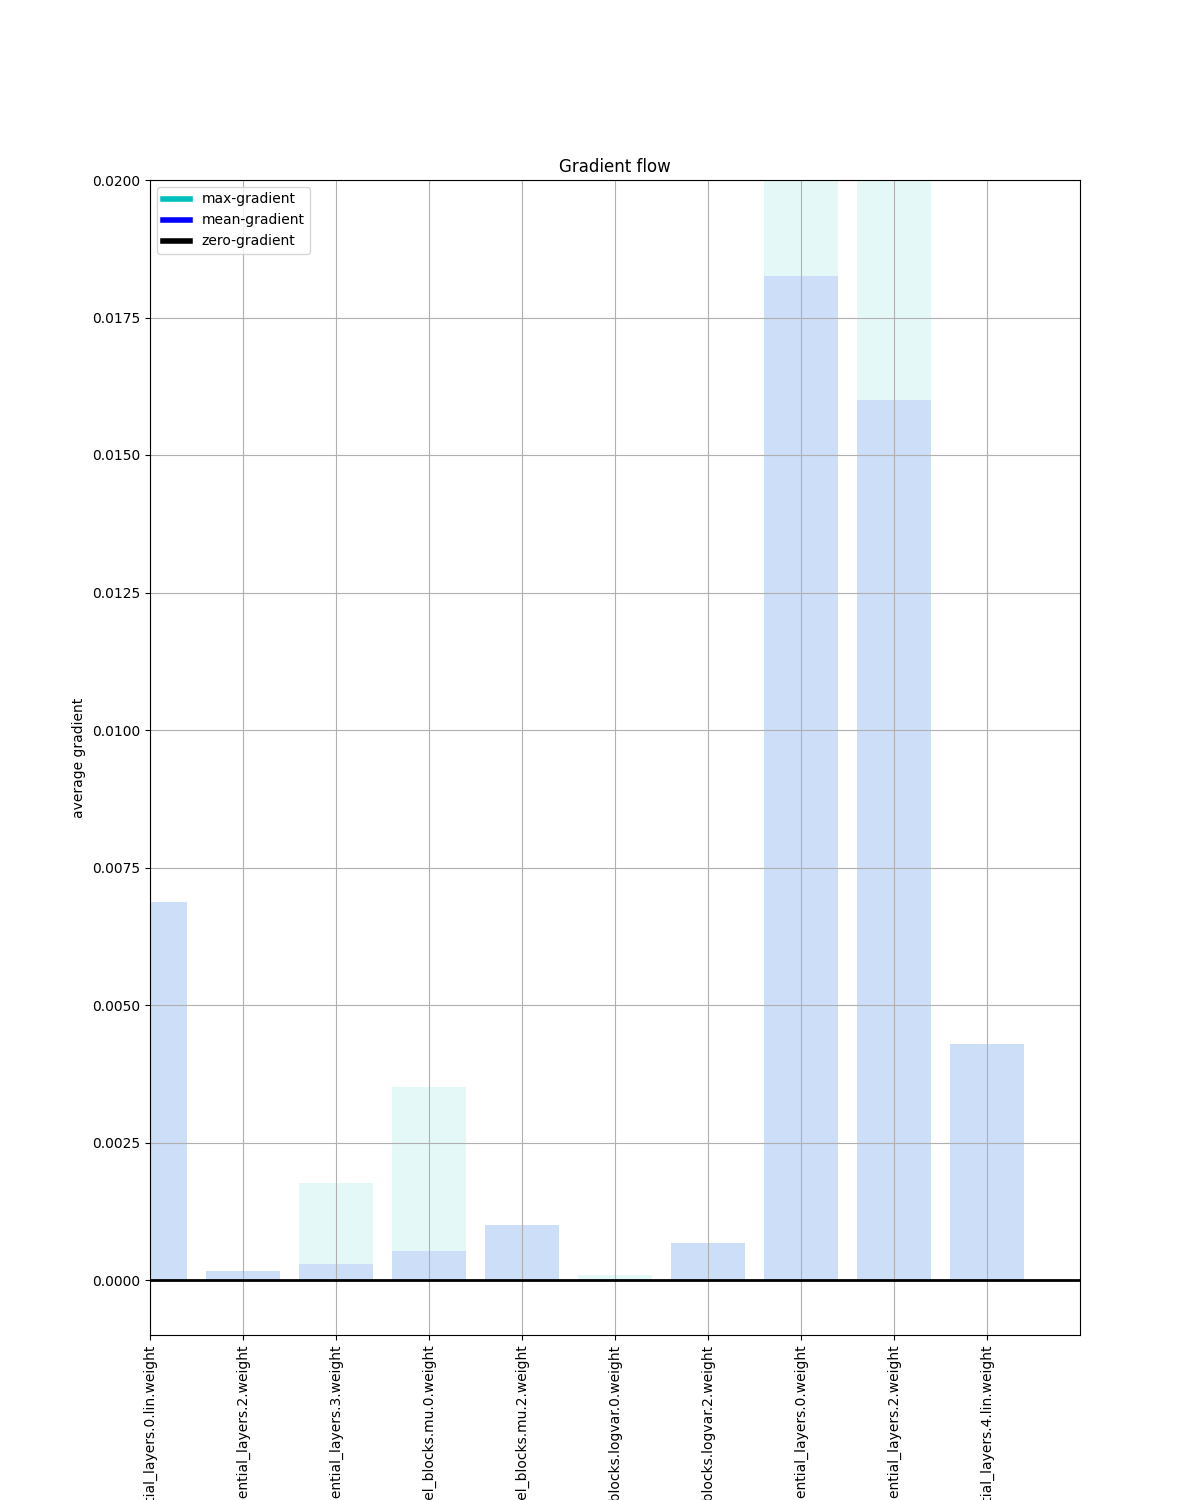 Gradient flow
max-gradient
mean-gradient
zero-gradient
0.0200
0.0175
0.0150
0.0125
0.0100
0.0075
0.0050
0.0025
0.0000
average gradient
tial_layers.0.lin.weight
ential_layers.2.weight
ential_layers.3.weight
el_blocks.mu.0.weight
el_blocks.mu.2.weight
blocks.logvar.0.weight
blocks.logvar.2.weight
ential_layers.0.weight
ential_layers.2.weight
tial_layers.4.lin.weight